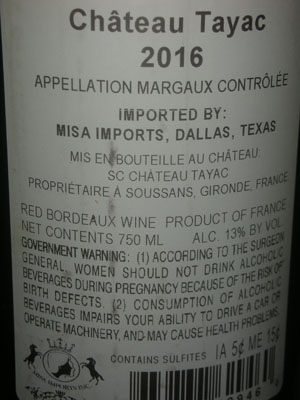 Château Tayac
2016
APPELLATION MARGAUX CONTRÔLÉE
IMPORTED BY:
MISA IMPORTS, DALLAS, TEXAS
MIS EN BOUTEILLE AU CHÂTEAU:
SC CHÂTEAU TAYAC
PROPRIÉTAIRE À SOUSSANS, GIRONDE, FRANCE
RED BORDEAUX WINE PRODUCT OF FRANCE
NET CONTENTS 750 ML ALC. 13% BY VOL.
GOVERNMENT WARNING: (1) ACCORDING TO THE SURGEON
GENERAL, WOMEN SHOULD NOT DRINK ALCOHOLIC
BEVERAGES DURING PREGNANCY BECAUSE OF THE RISK OF
BIRTH DEFECTS. (2) CONSUMPTION OF ALCOHOLIC
BEVERAGES IMPAIRS YOUR ABILITY TO DRIVE A CAR OR
OPERATE MACHINERY, AND MAY CAUSE HEALTH PROBLEMS.
CONTAINS SULFITES IA 5¢ ME 15¢